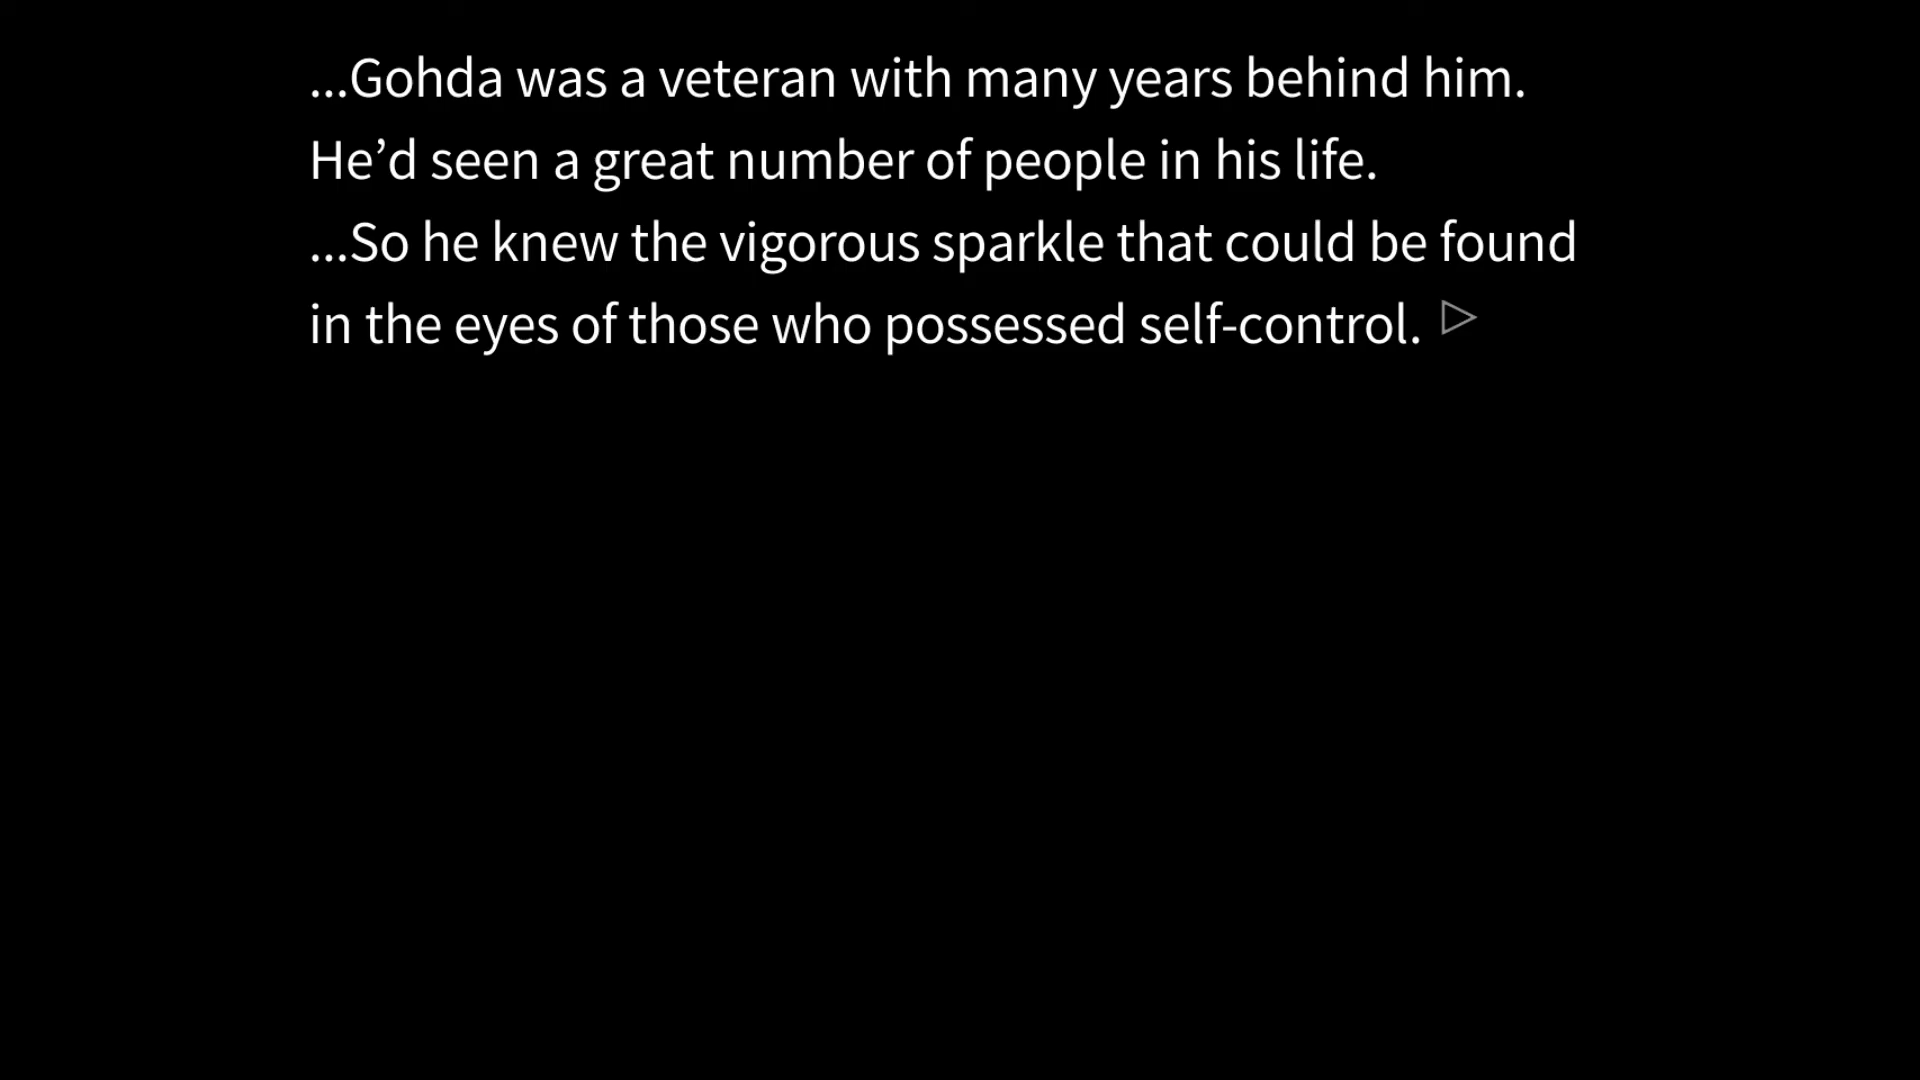 ...Gohda was a veteran with many years behind him.
He’d seen a great number of people in his life.
...So he knew the vigorous sparkle that could be found
in the eyes of those who possessed self-control.